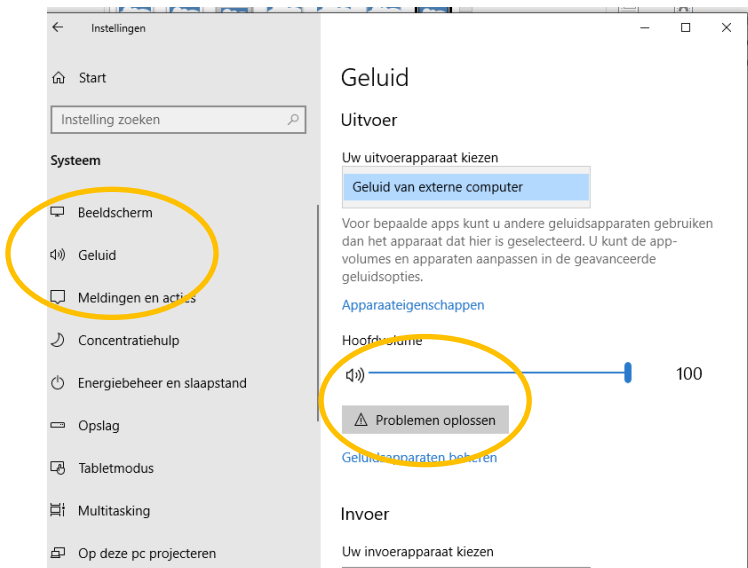 Instellingen
Start
Instelling zoeken
Systeem
Beeldscherm
Geluid
Meldingen en acties
Concentratiehulp
Energiebeheer en slaapstand
Opslag
Tabletmodus
Multitasking
Op deze pc projecteren
Geluid
Uitvoer
Uw uitvoerapparaat kiezen
Geluid van externe computer
Voor bepaalde apps kunt u andere geluidsapparaten gebruiken
dan het apparaat dat hier is geselecteerd. U kunt de app-
volumes en apparaten aanpassen in de geavanceerde
geluidsopties.
Apparaateigenschappen
Hoofdvolume
100
Problemen oplossen
Geluidsapparaten beheren
Invoer
Uw invoerapparaat kiezen